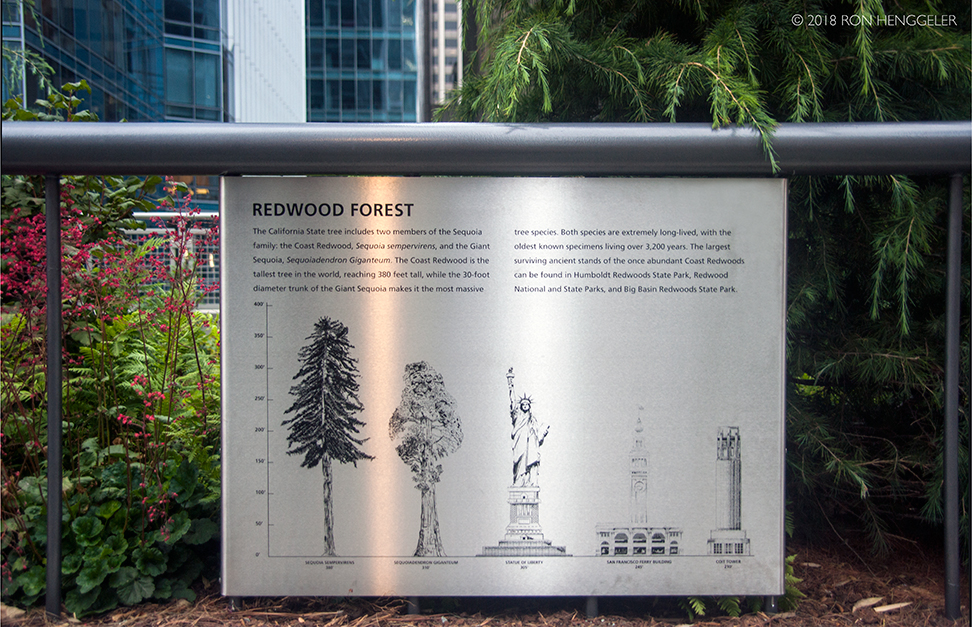 © 2018 RON HENGGELER
REDWOOD FOREST
The California State tree includes two members of the Sequoia
family: the Coast Redwood, Sequoia sempervirens, and the Giant
Sequoia, Sequoiadendron Giganteum. The Coast Redwood is the
tallest tree in the world, reaching 380 feet tall, while the 30-foot
diameter trunk of the Giant Sequoia makes it the most massive
tree species. Both species are extremely long-lived, with the
oldest known specimens living over 3,200 years. The largest
surviving ancient stands of the once abundant Coast Redwoods
can be found in Humboldt Redwoods State Park, Redwood
National and State Parks, and Big Basin Redwoods State Park.
400'
350'
300'
250'
200'
150'
100'
50'
0'
SEQUOIA SEMPERVIRENS
380'
SEQUOIADENDRON GIGANTEUM
310'
STATUE OF LIBERTY
305'
SAN FRANCISCO FERRY BUILDING
245'
COIT TOWER
210'